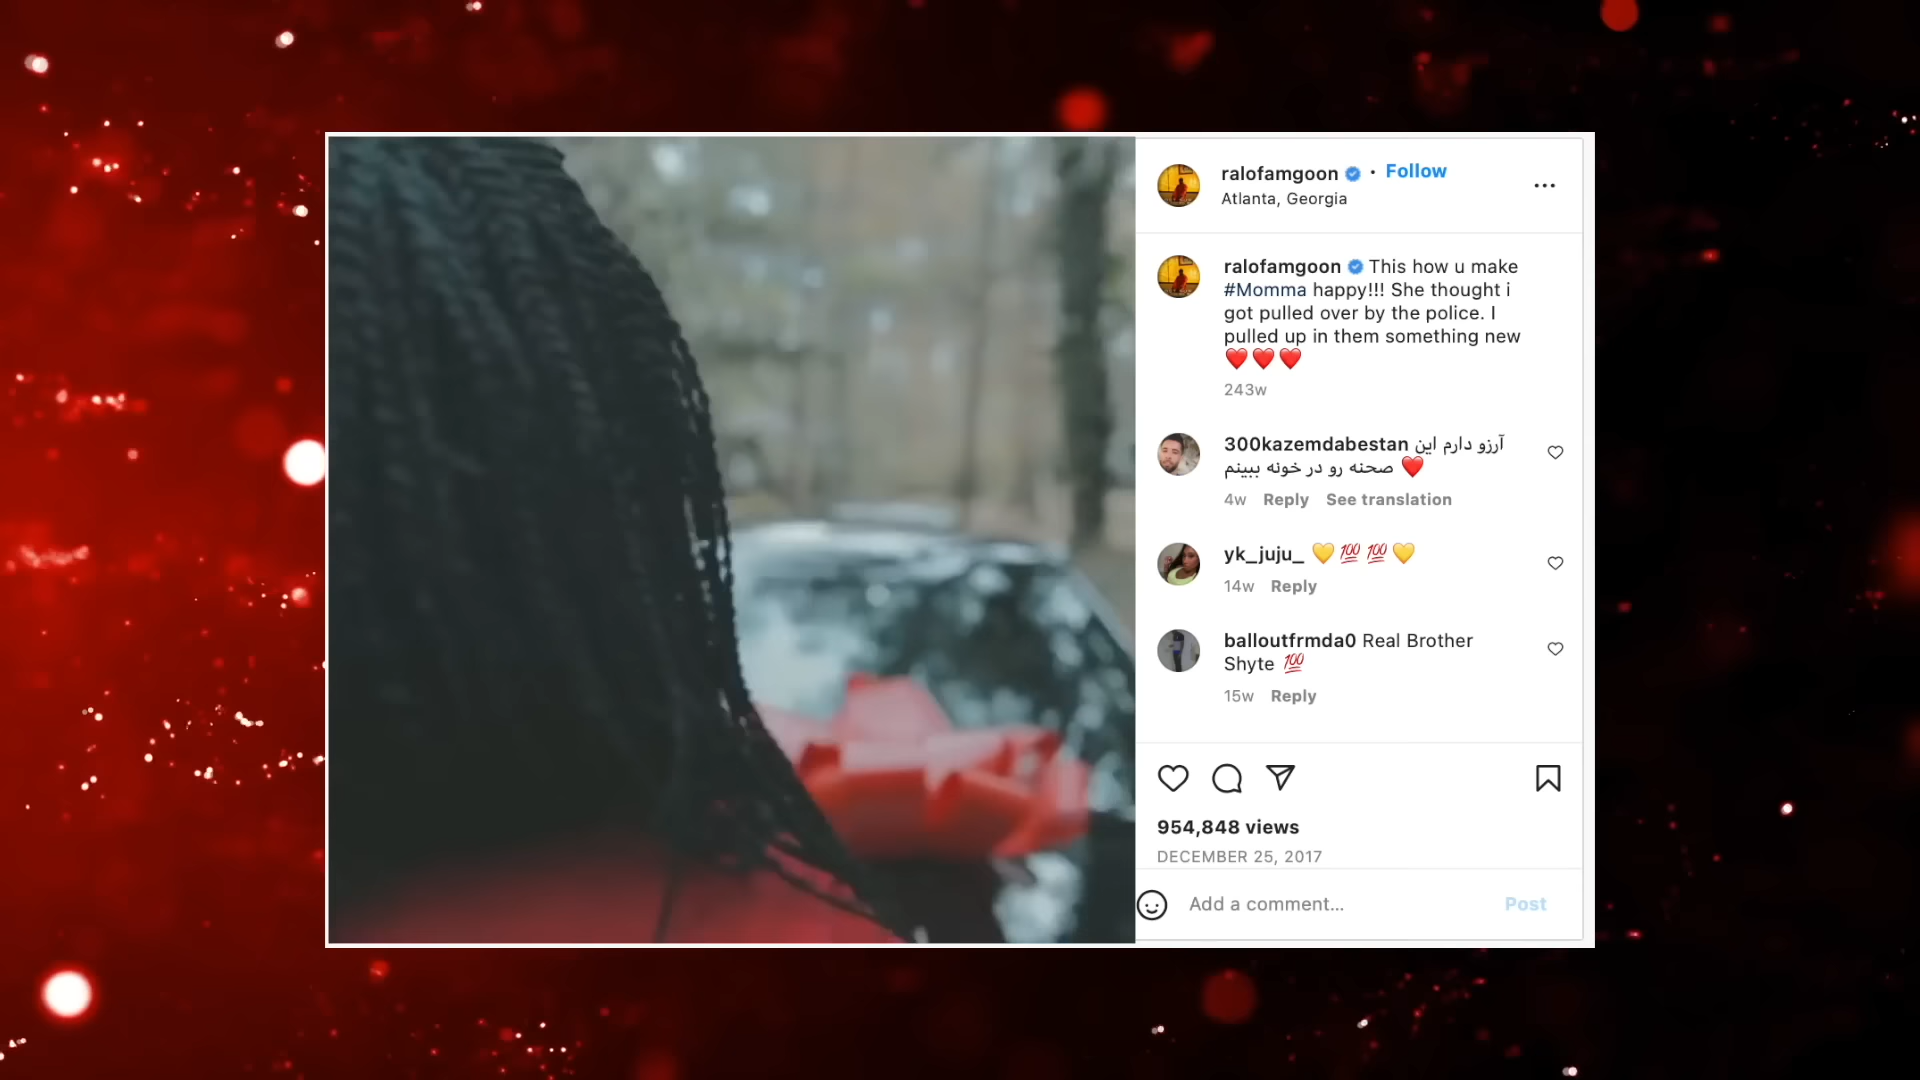 ralofamgoon • Follow
Atlanta, Georgia
ralofamgoon This how u make
#Momma happy!!! She thought i
got pulled over by the police. I
pulled up in them something new
❤️❤️❤️
243w
300kazemdabestan آرزو دارم این
صحنه رو در خونه ببینم ❤️
4w Reply See translation
yk_juju_ 💛💯💯💛
14w Reply
balloutfrmda0 Real Brother
Shyte 💯
15w Reply
954,848 views
DECEMBER 25, 2017
Add a comment... Post